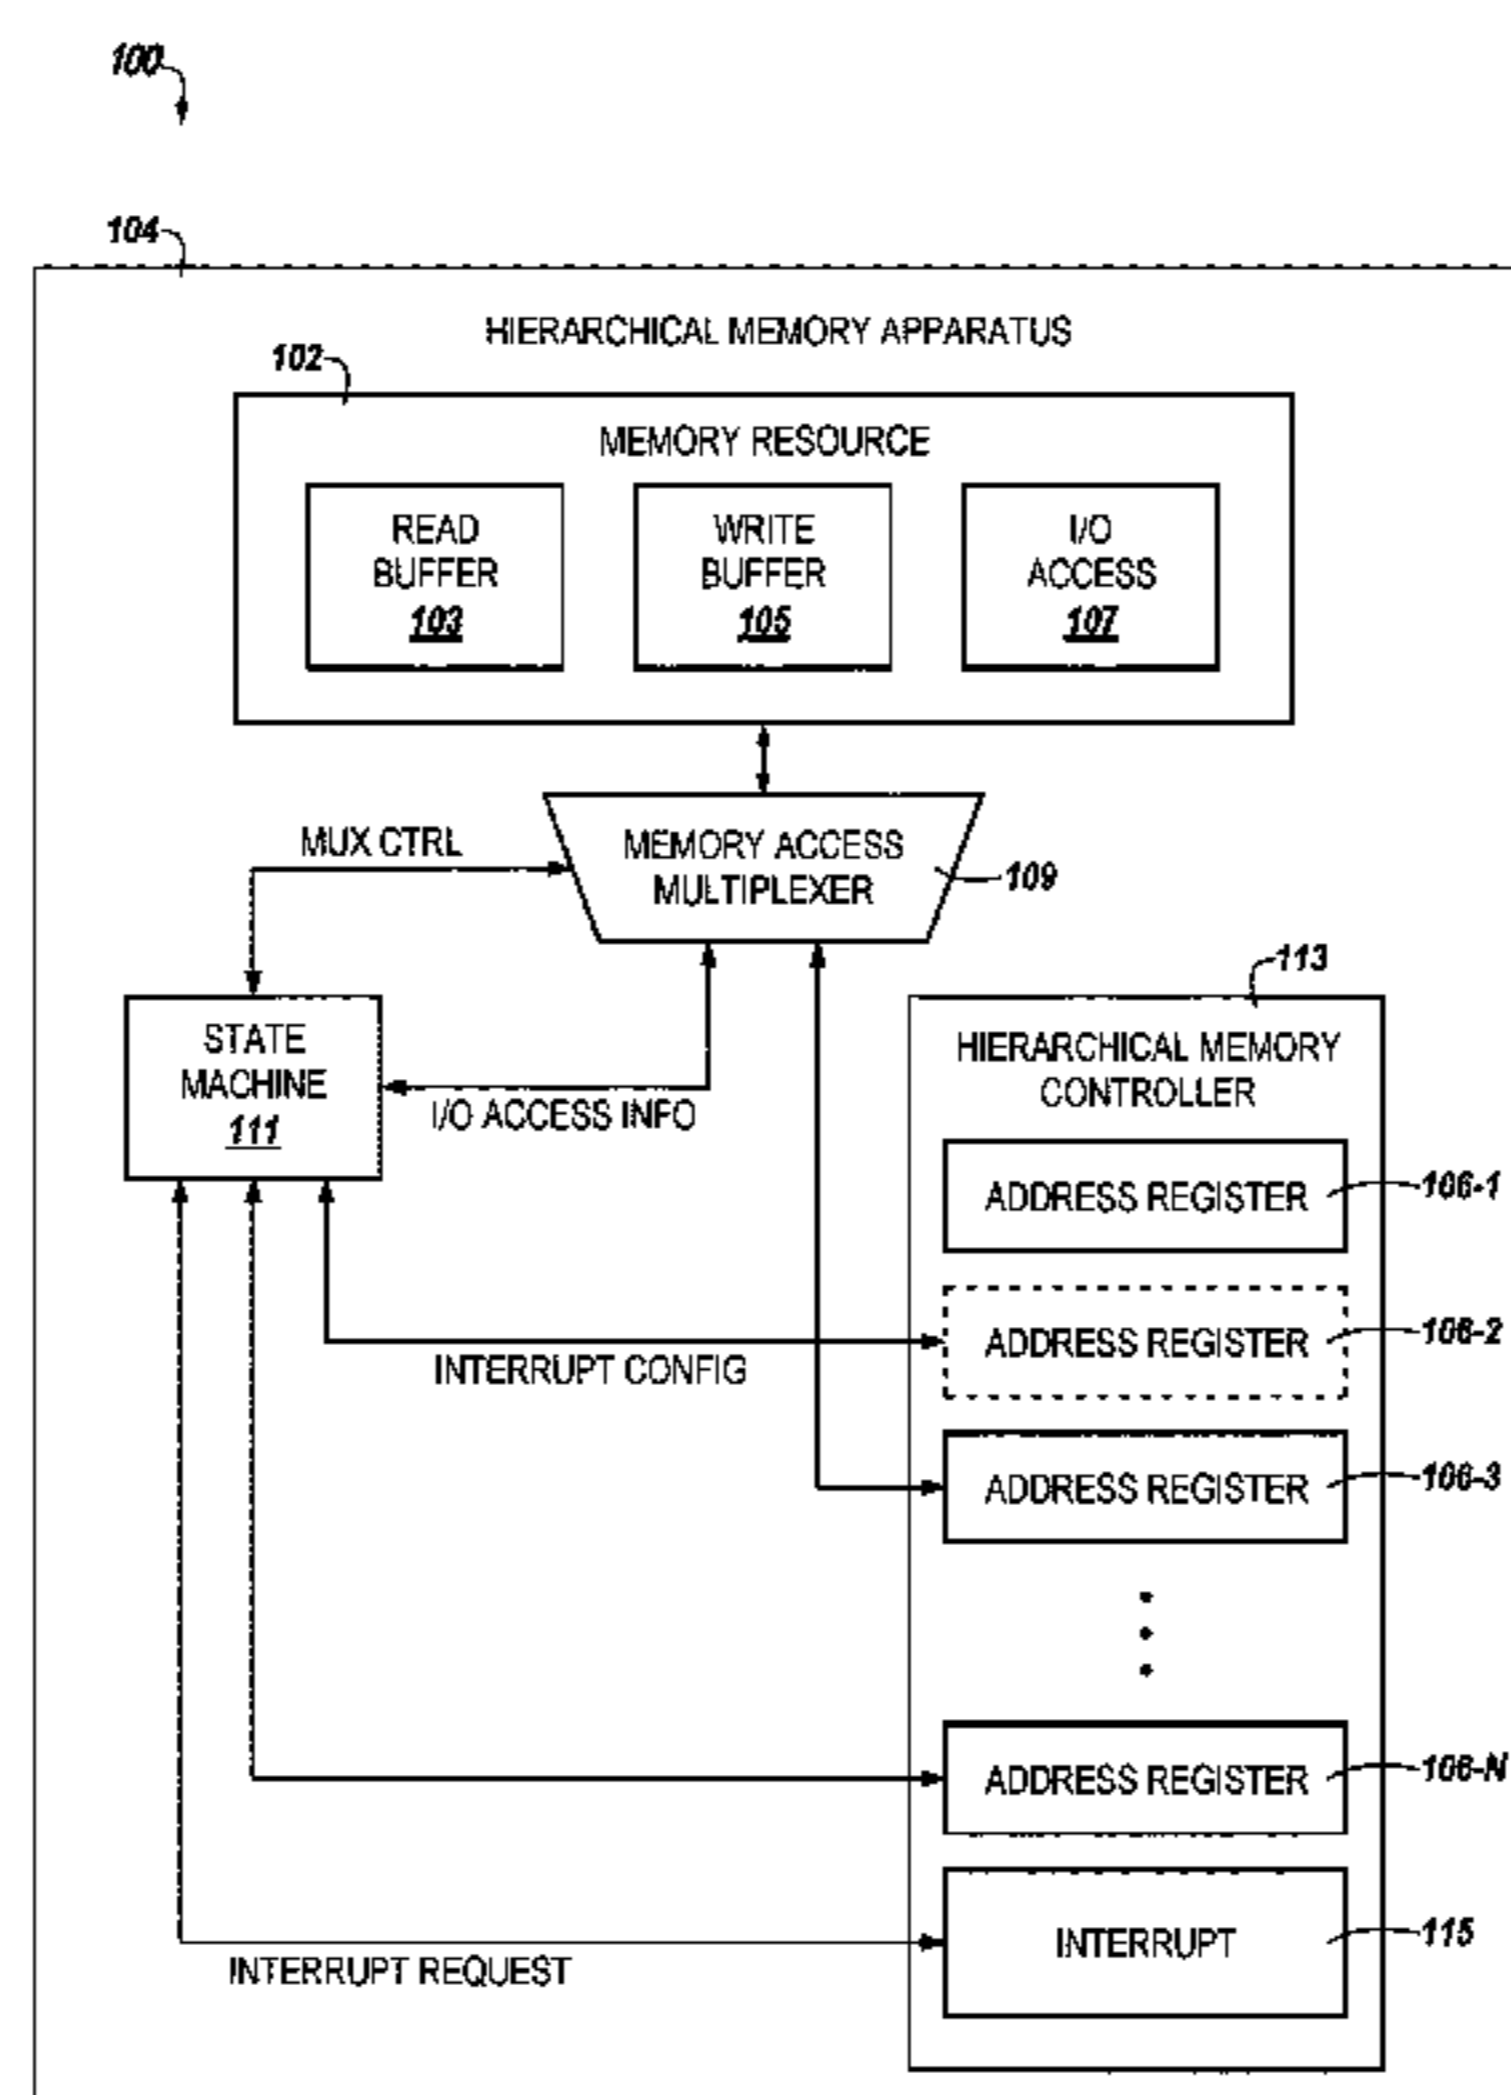 100
104
HIERARCHICAL MEMORY APPARATUS
102
MEMORY RESOURCE
READ
BUFFER
103
WRITE
BUFFER
105
I/O
ACCESS
107
MUX CTRL
MEMORY ACCESS
MULTIPLEXER
109
STATE
MACHINE
111
I/O ACCESS INFO
113
HIERARCHICAL MEMORY
CONTROLLER
ADDRESS REGISTER
106-1
ADDRESS REGISTER
106-2
INTERRUPT CONFIG
ADDRESS REGISTER
106-3
ADDRESS REGISTER
106-N
INTERRUPT
115
INTERRUPT REQUEST